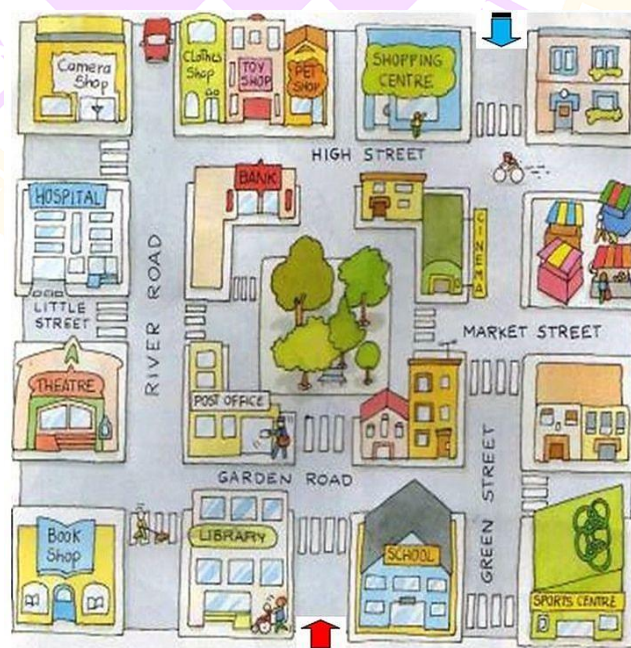 Camera
Shop
Clothes
Shop
TOY
SHOP
PET
SHOP
SHOPPING
CENTRE
HIGH STREET
HOSPITAL
BANK
CINEMA
RIVER ROAD
LITTLE
STREET
MARKET STREET
THEATRE
POST OFFICE
GREEN STREET
GARDEN ROAD
BOOK
SHOP
LIBRARY
SCHOOL
SPORTS CENTRE